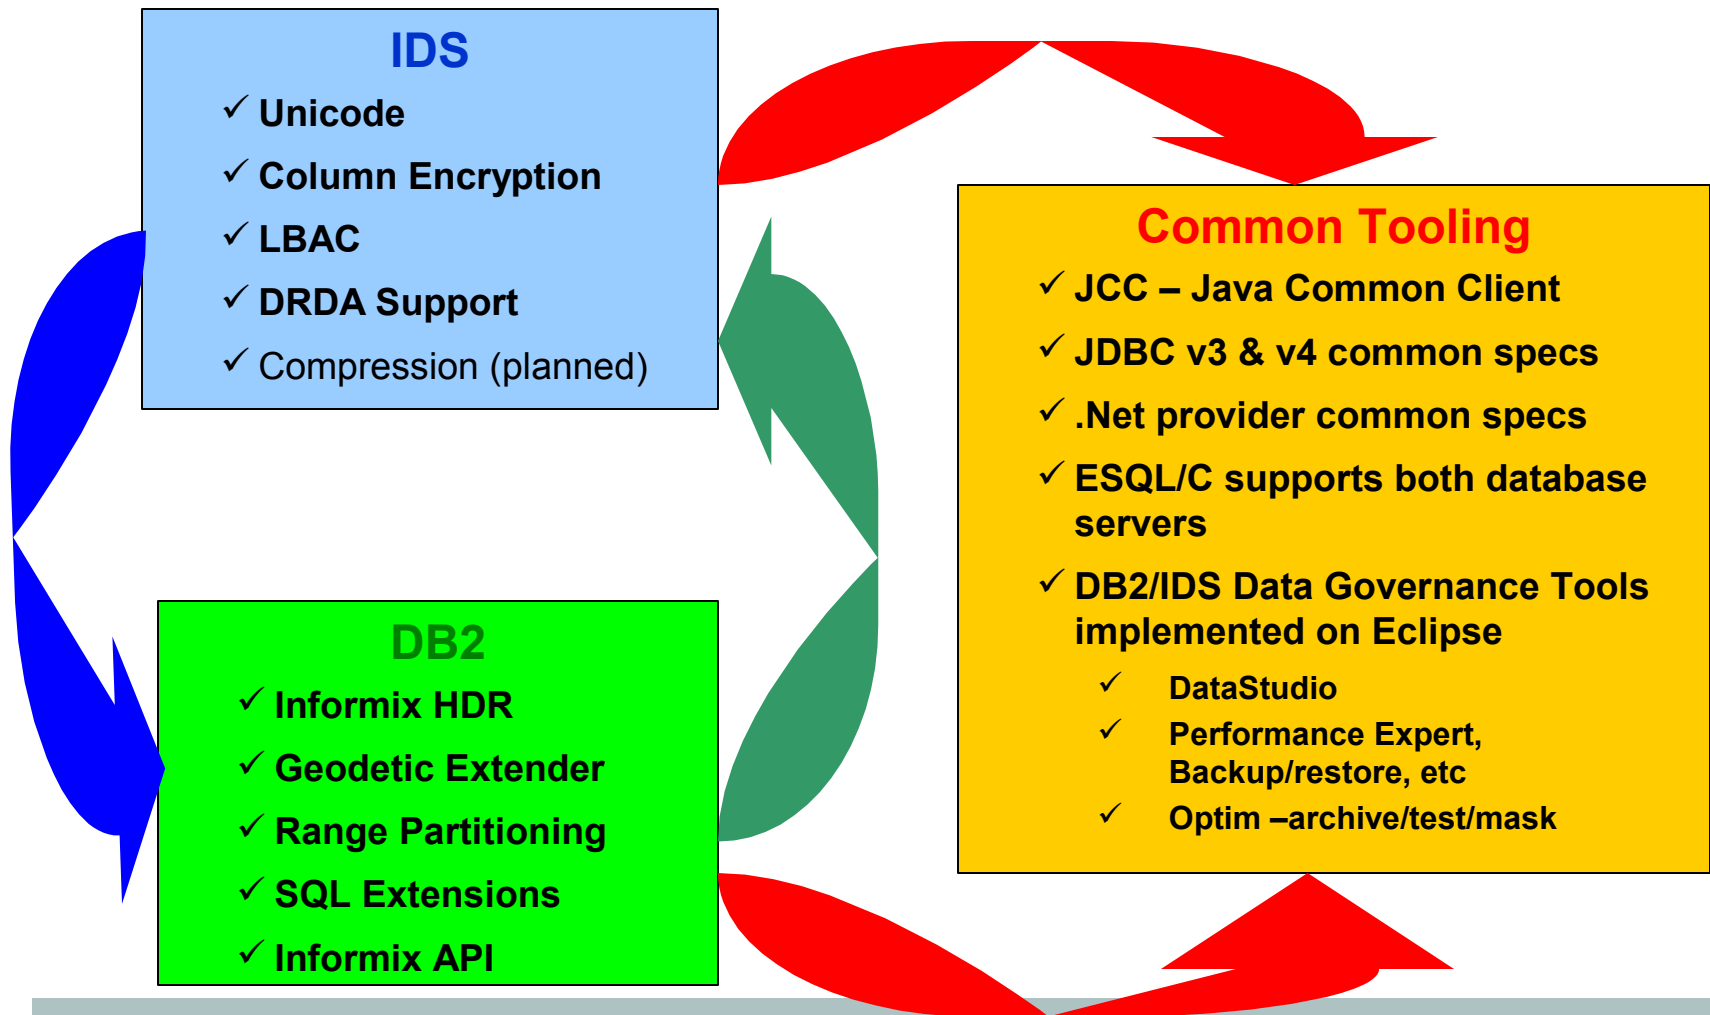 IDS
✓ Unicode
✓ Column Encryption
✓ LBAC
✓ DRDA Support
✓ Compression (planned)
DB2
✓ Informix HDR
✓ Geodetic Extender
✓ Range Partitioning
✓ SQL Extensions
✓ Informix API
Common Tooling
✓ JCC – Java Common Client
✓ JDBC v3 & v4 common specs
✓ .Net provider common specs
✓ ESQL/C supports both database
servers
✓ DB2/IDS Data Governance Tools
implemented on Eclipse
✓ DataStudio
✓ Performance Expert,
Backup/restore, etc
✓ Optim –archive/test/mask